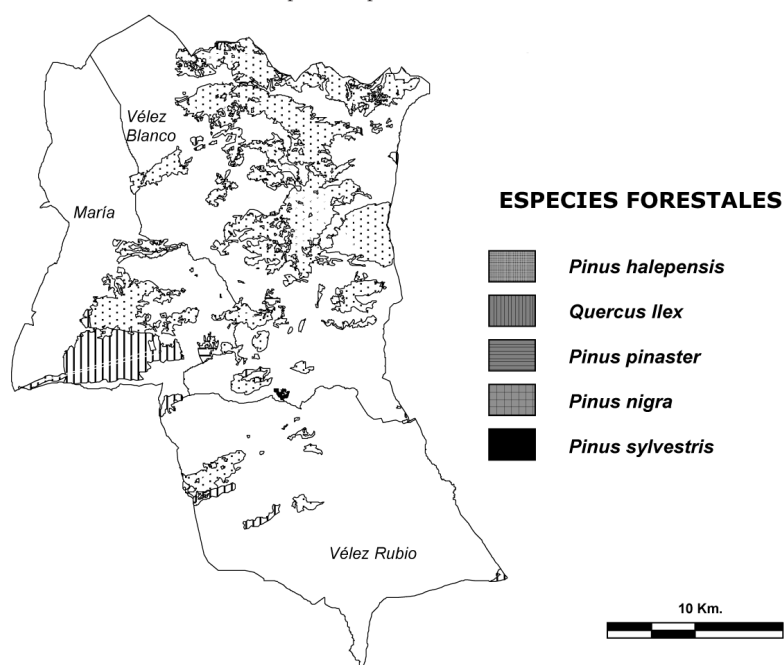 Vélez
Blanco
María
Vélez Rubio
ESPECIES FORESTALES
Pinus halepensis
Quercus Ilex
Pinus pinaster
Pinus nigra
Pinus sylvestris
10 Km.